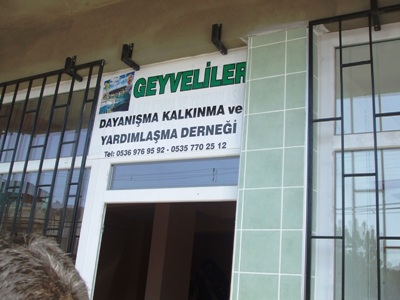 GEYVELİLER
DAYANIŞMA KALKINMA ve
YARDIMLAŞMA DERNEĞİ
Tel: 0536 976 95 92 - 0535 770 25 12